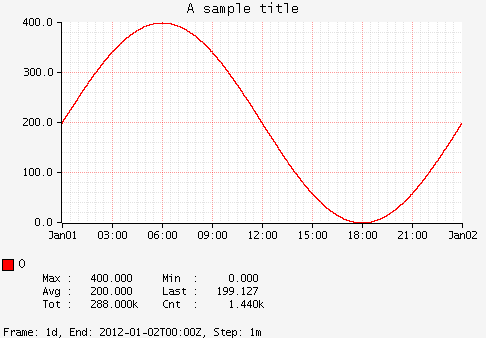 A sample title
400.0
300.0
200.0
100.0
0.0
Jan01 03:00 06:00 09:00 12:00 15:00 18:00 21:00 Jan02
0
Max : 400.000 Min : 0.000
Avg : 200.000 Last : 199.127
Tot : 288.000k Cnt : 1.440k
Frame: 1d, End: 2012-01-02T00:00Z, Step: 1m